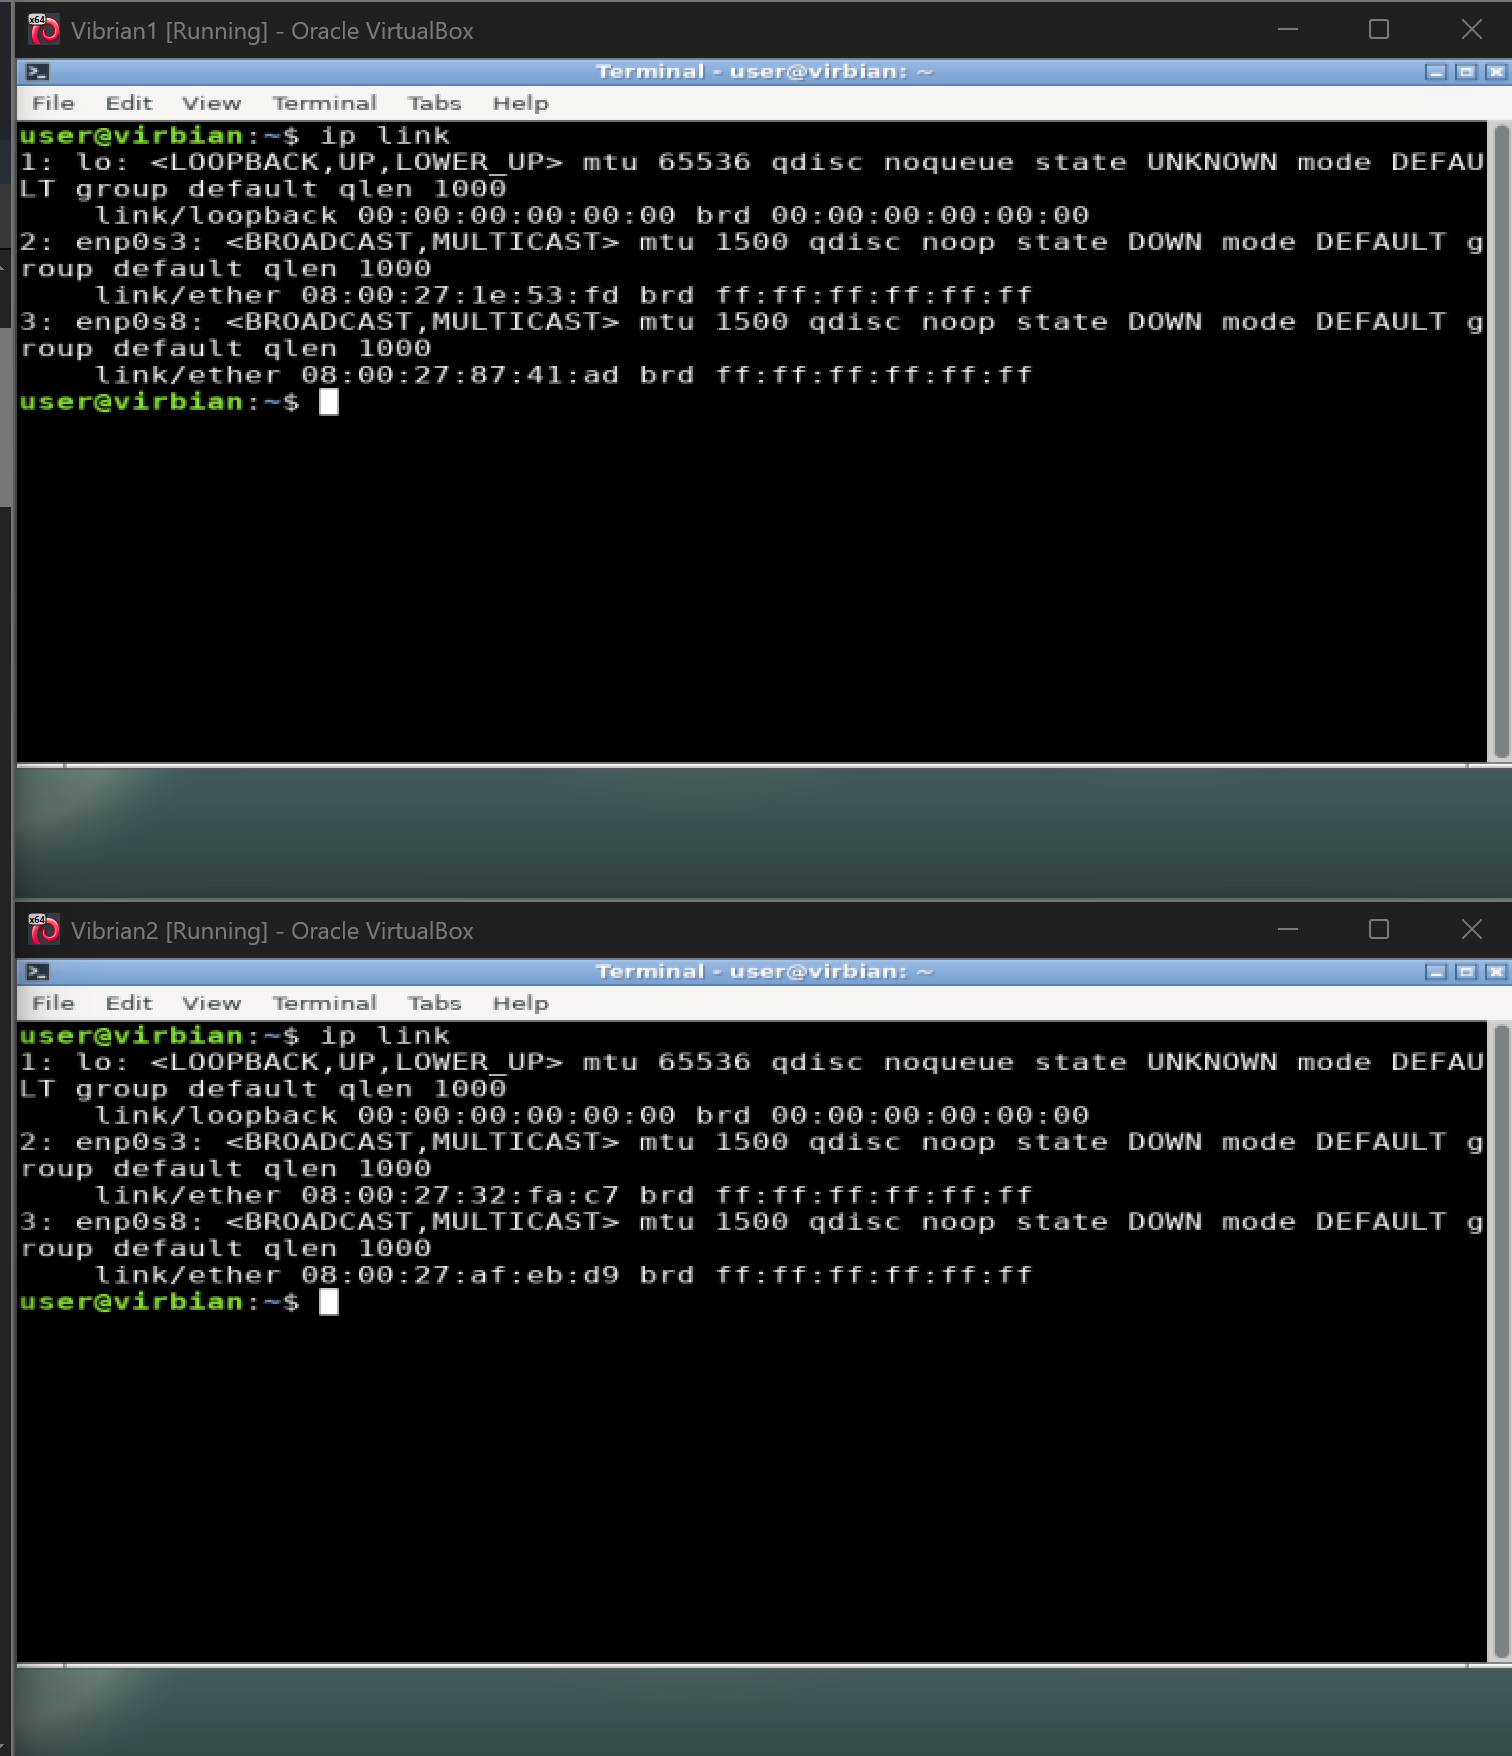 x64
Vibrian1 [Running] - Oracle VirtualBox
Terminal - user@virbian: ~
File Edit View Terminal Tabs Help
user@virbian:~$ ip link
1: lo: <LOOPBACK,UP,LOWER_UP> mtu 65536 qdisc noqueue state UNKNOWN mode DEFAU
LT group default qlen 1000
    link/loopback 00:00:00:00:00:00 brd 00:00:00:00:00:00
2: enp0s3: <BROADCAST,MULTICAST> mtu 1500 qdisc noop state DOWN mode DEFAULT g
roup default qlen 1000
    link/ether 08:00:27:1e:53:fd brd ff:ff:ff:ff:ff:ff
3: enp0s8: <BROADCAST,MULTICAST> mtu 1500 qdisc noop state DOWN mode DEFAULT g
roup default qlen 1000
    link/ether 08:00:27:87:41:ad brd ff:ff:ff:ff:ff:ff
user@virbian:~$
x64
Vibrian2 [Running] - Oracle VirtualBox
Terminal - user@virbian: ~
File Edit View Terminal Tabs Help
user@virbian:~$ ip link
1: lo: <LOOPBACK,UP,LOWER_UP> mtu 65536 qdisc noqueue state UNKNOWN mode DEFAU
LT group default qlen 1000
    link/loopback 00:00:00:00:00:00 brd 00:00:00:00:00:00
2: enp0s3: <BROADCAST,MULTICAST> mtu 1500 qdisc noop state DOWN mode DEFAULT g
roup default qlen 1000
    link/ether 08:00:27:32:fa:c7 brd ff:ff:ff:ff:ff:ff
3: enp0s8: <BROADCAST,MULTICAST> mtu 1500 qdisc noop state DOWN mode DEFAULT g
roup default qlen 1000
    link/ether 08:00:27:af:eb:d9 brd ff:ff:ff:ff:ff:ff
user@virbian:~$